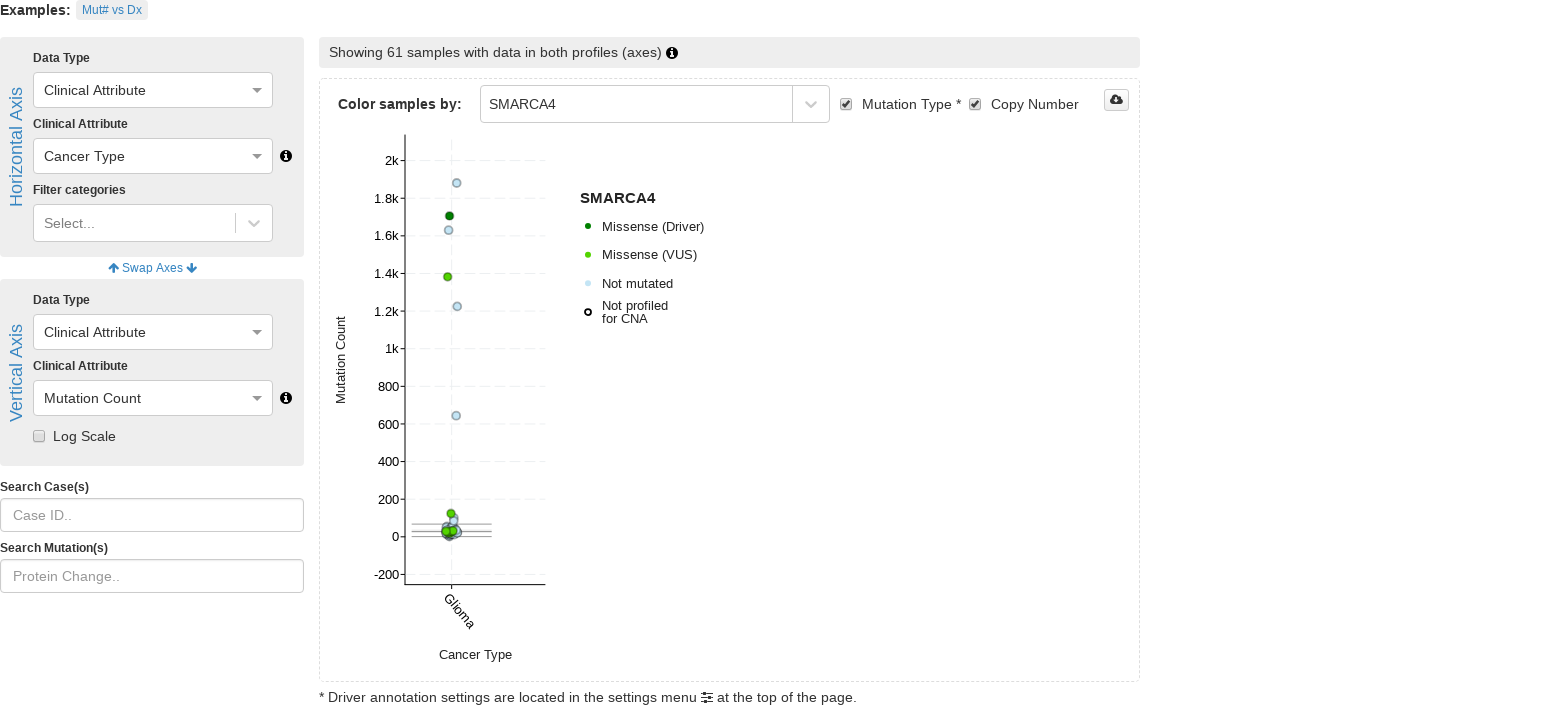 Examples: Mut# vs Dx
Horizontal Axis
Data Type
Clinical Attribute
Clinical Attribute
Cancer Type
Filter categories
Select...
Swap Axes
Vertical Axis
Data Type
Clinical Attribute
Clinical Attribute
Mutation Count
Log Scale
Search Case(s)
Case ID..
Search Mutation(s)
Protein Change..
Showing 61 samples with data in both profiles (axes)
Color samples by: SMARCA4 Mutation Type * Copy Number
Mutation Count
2k
1.8k
1.6k
1.4k
1.2k
1k
800
600
400
200
0
-200
Glioma
Cancer Type
SMARCA4
Missense (Driver)
Missense (VUS)
Not mutated
Not profiled
for CNA
* Driver annotation settings are located in the settings menu at the top of the page.